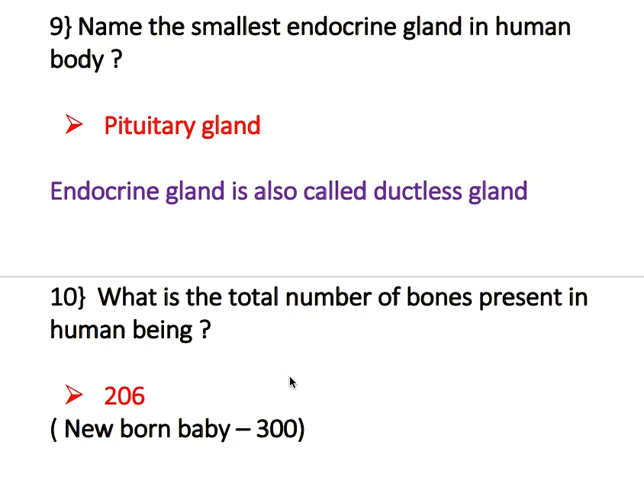 9} Name the smallest endocrine gland in human
body ?
➢ Pituitary gland
Endocrine gland is also called ductless gland
10} What is the total number of bones present in
human being ?
➢ 206
( New born baby – 300)